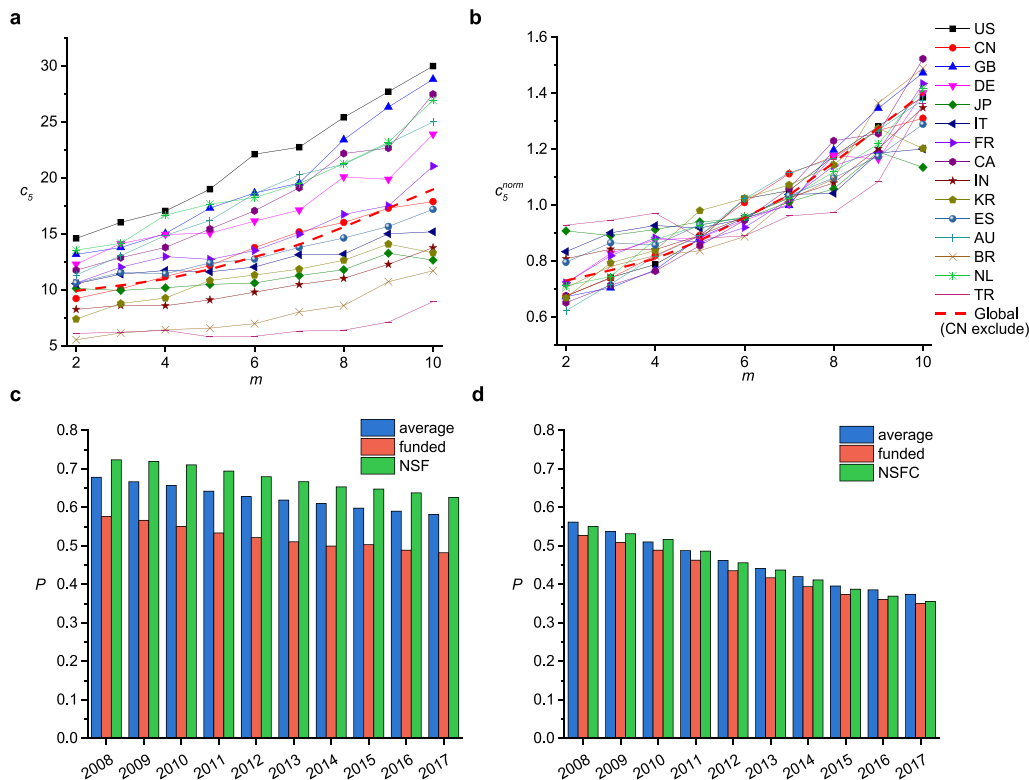 a
30
25
20
15
10
5
c5
2
4
6
8
10
m
b
1.6
1.4
1.2
1.0
0.8
0.6
c5norm
2
4
6
8
10
m
US
CN
GB
DE
JP
IT
FR
CA
IN
KR
ES
AU
BR
NL
TR
Global
(CN exclude)
c
0.8
0.7
0.6
0.5
0.4
0.3
0.2
0.1
0.0
P
average
funded
NSF
2008
2009
2010
2011
2012
2013
2014
2015
2016
2017
d
0.8
0.7
0.6
0.5
0.4
0.3
0.2
0.1
0.0
P
average
funded
NSFC
2008
2009
2010
2011
2012
2013
2014
2015
2016
2017